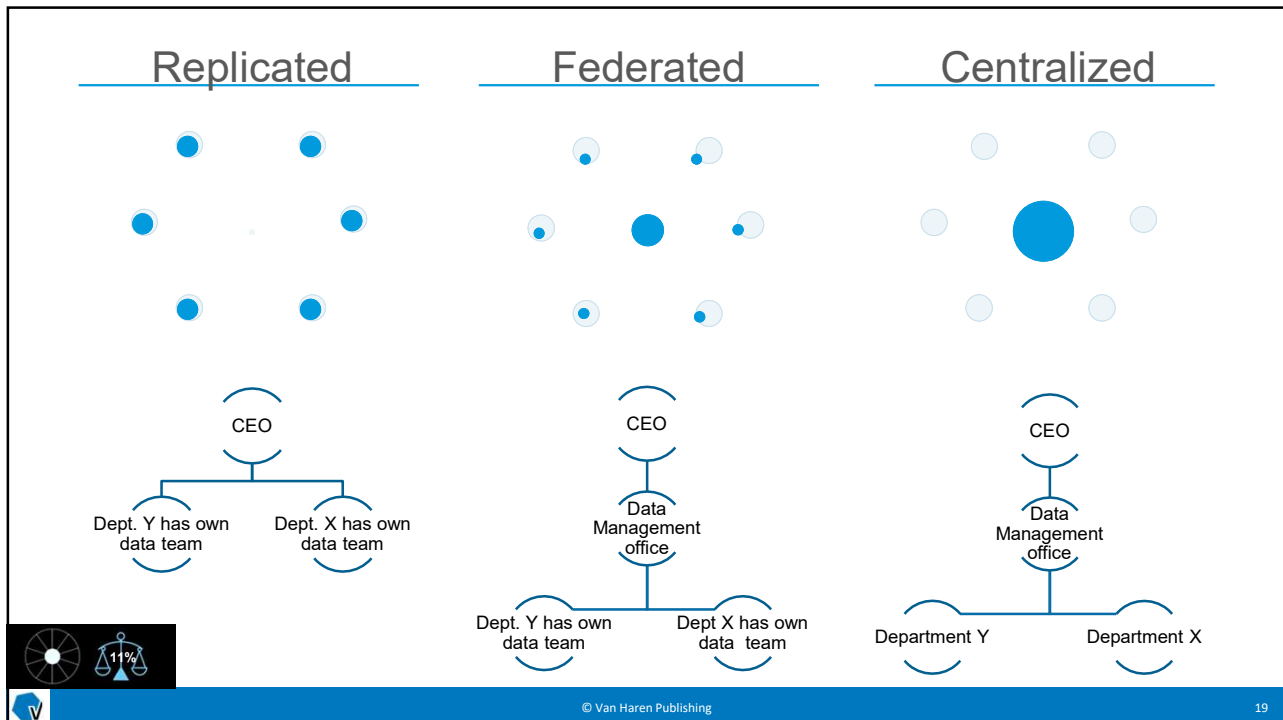 Replicated
Federated
Centralized
CEO
Dept. Y has own
data team
Dept. X has own
data team
CEO
Data
Management
office
Dept. Y has own
data team
Dept X has own
data  team
CEO
Data
Management
office
Department Y
Department X
11%
V
© Van Haren Publishing
19